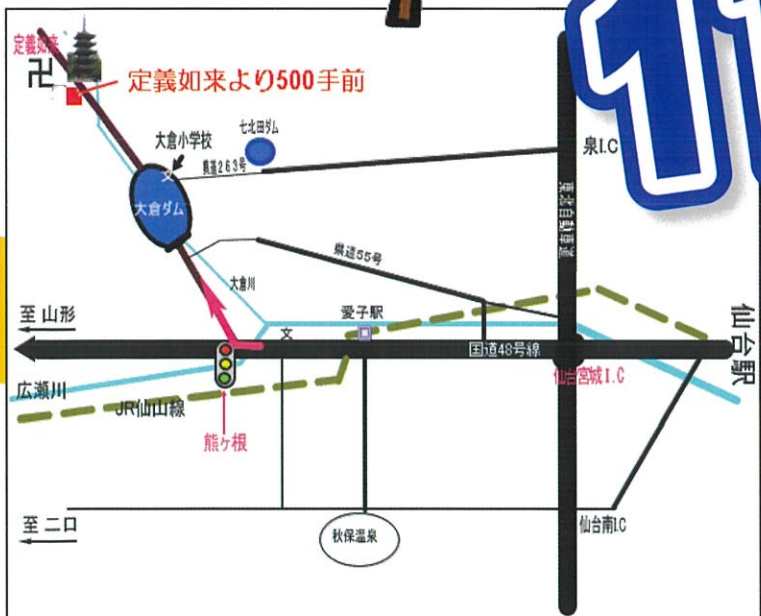 定義如来
卍
定義如来より500手前
大倉小学校
七北田ダム
文
県道263号
泉I.C
大倉ダム
東北自動車道
県道55号
大倉川
至山形
愛子駅
仙台駅
文
国道48号線
仙台宮城I.C
広瀬川
JR仙山線
熊ヶ根
至二口
秋保温泉
仙台南I.C